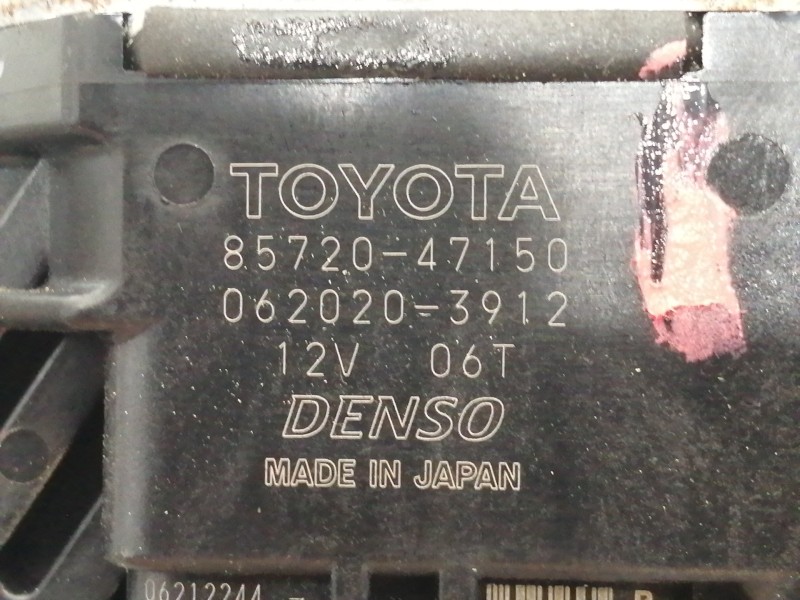 TOYOTA
85720-47150
062020-3912
12V 06T
DENSO
MADE IN JAPAN
06212244 -